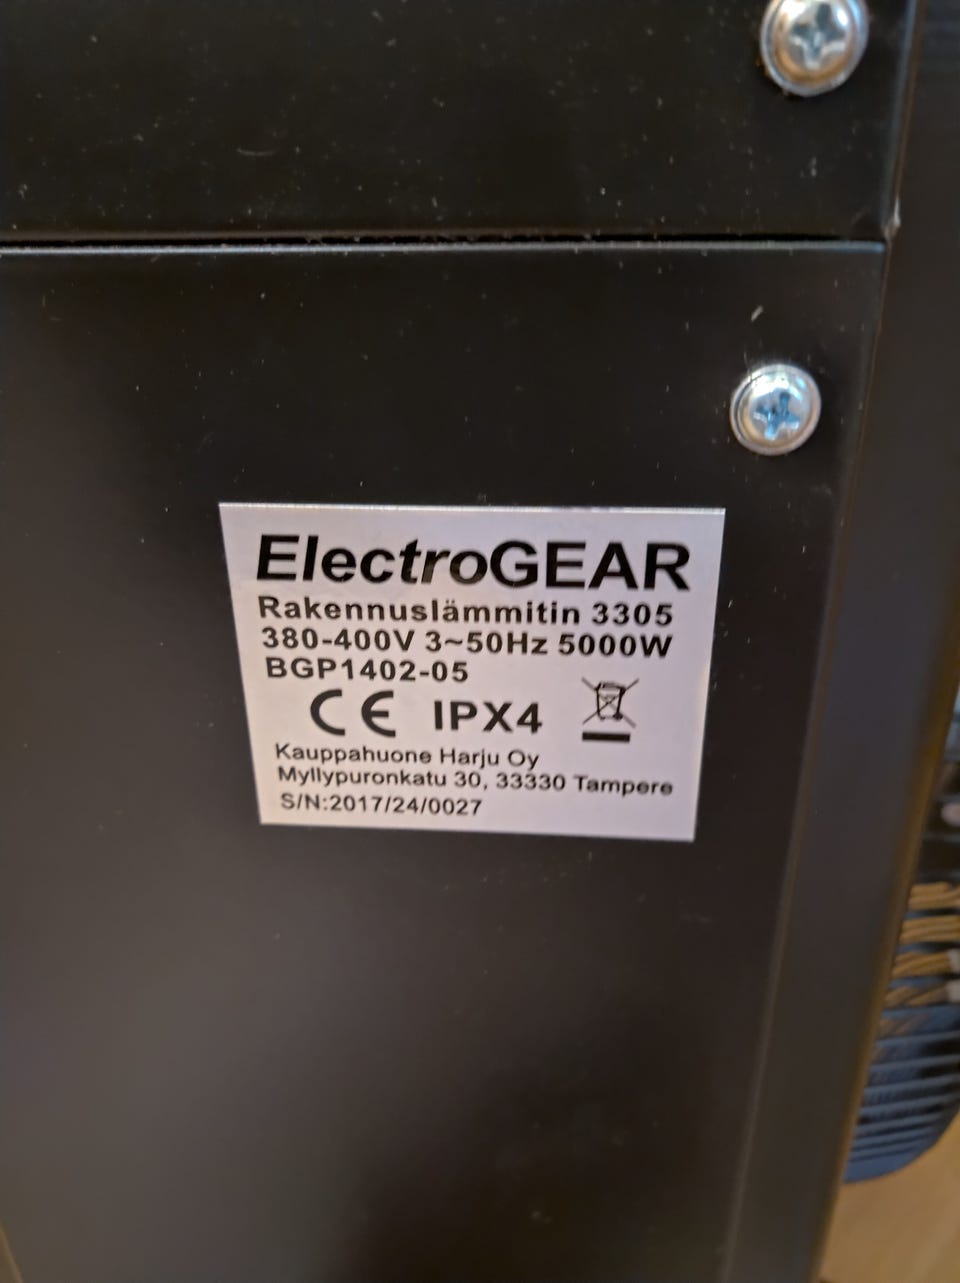 ElectroGEAR
Rakennuslämmitin 3305
380-400V 3~50Hz 5000W
BGP1402-05
CE IPX4
Kauppahuone Harju Oy
Myllypuronkatu 30, 33330 Tampere
S/N:2017/24/0027